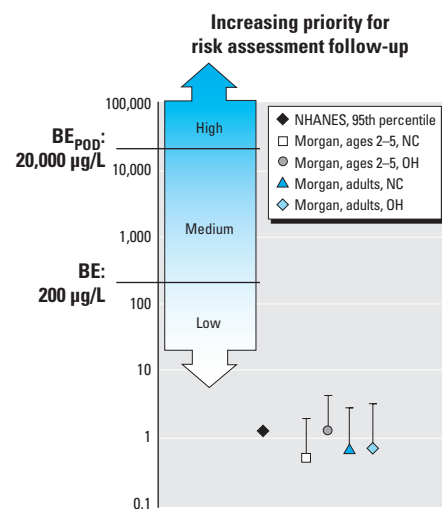 Increasing priority for
risk assessment follow-up
100,000
High
BEPOD:
20,000 µg/L
10,000
1,000
Medium
BE:
200 µg/L
100
Low
10
1
0.1
NHANES, 95th percentile
Morgan, ages 2–5, NC
Morgan, ages 2–5, OH
Morgan, adults, NC
Morgan, adults, OH